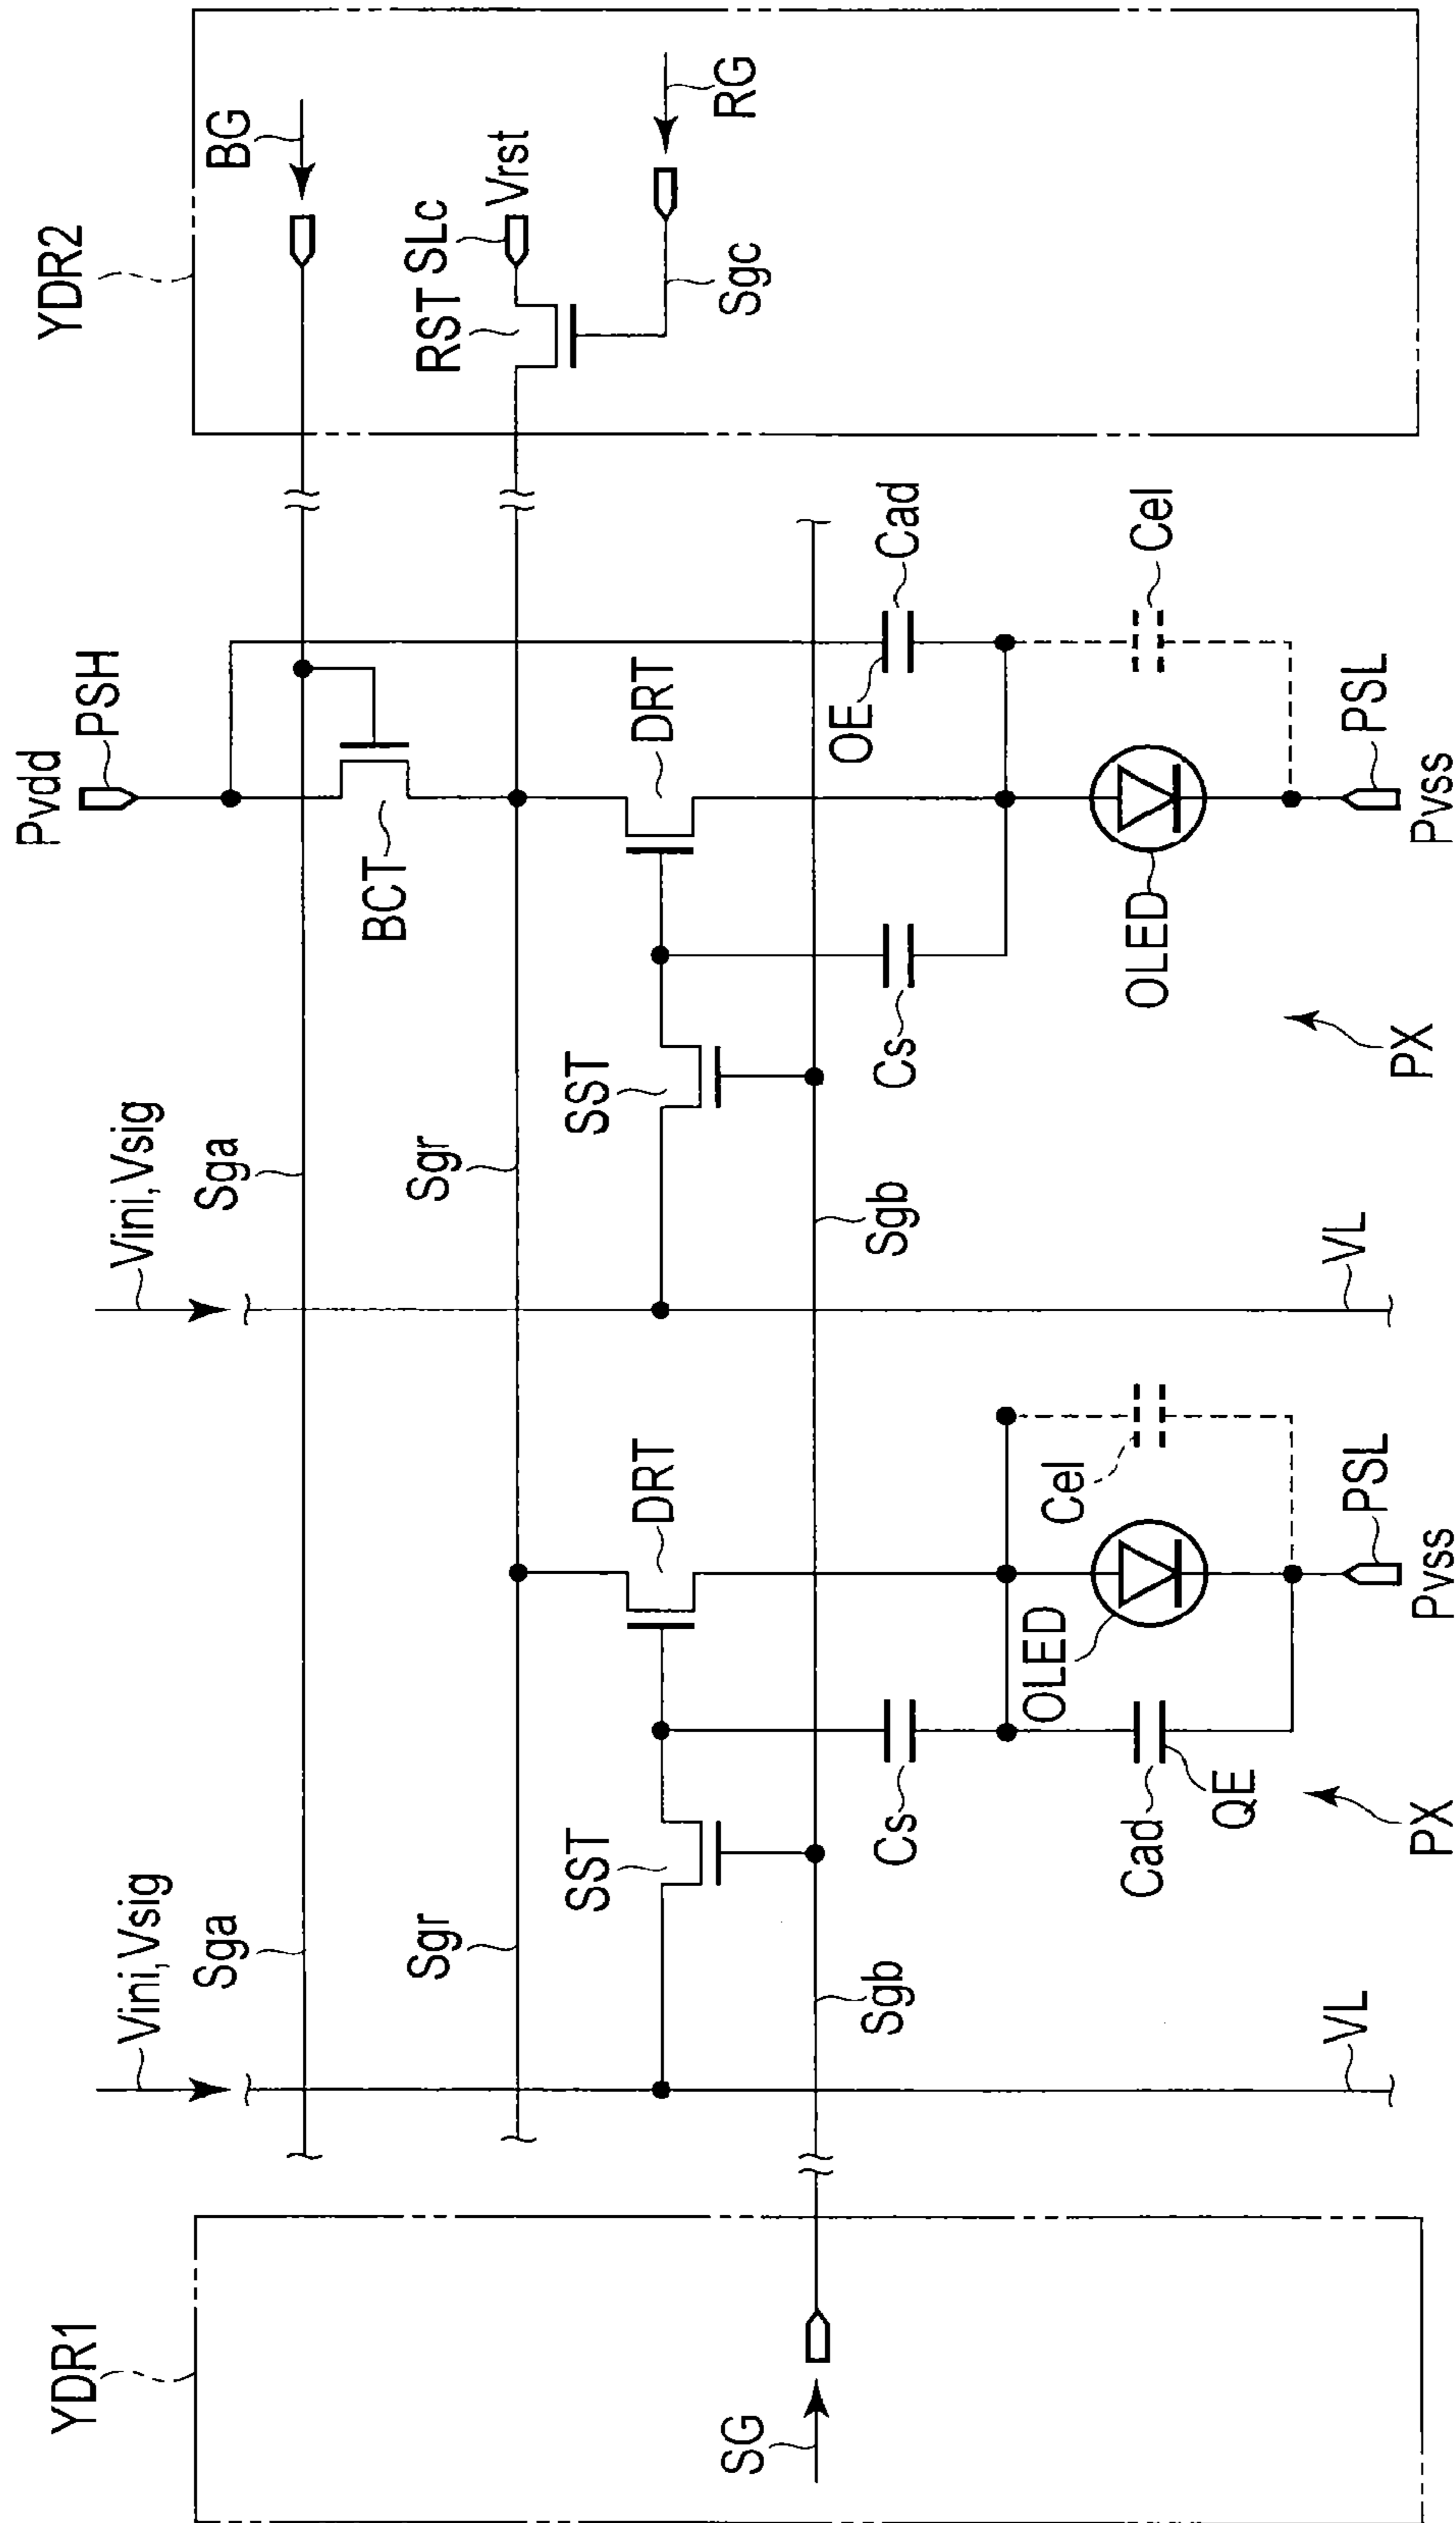 YDR1
SG
Vini,Vsig
Sga
Sgr
SST
Sgb
VL
DRT
Cs
Cad
QE
OLED
Cel
PSL
Pvss
PX
Vini,Vsig
Sga
Sgr
SST
Sgb
VL
Pvdd
PSH
BCT
DRT
Cs
OE
Cad
OLED
Cel
PSL
Pvss
PX
YDR2
BG
RST
SLc
Vrst
Sgc
RG